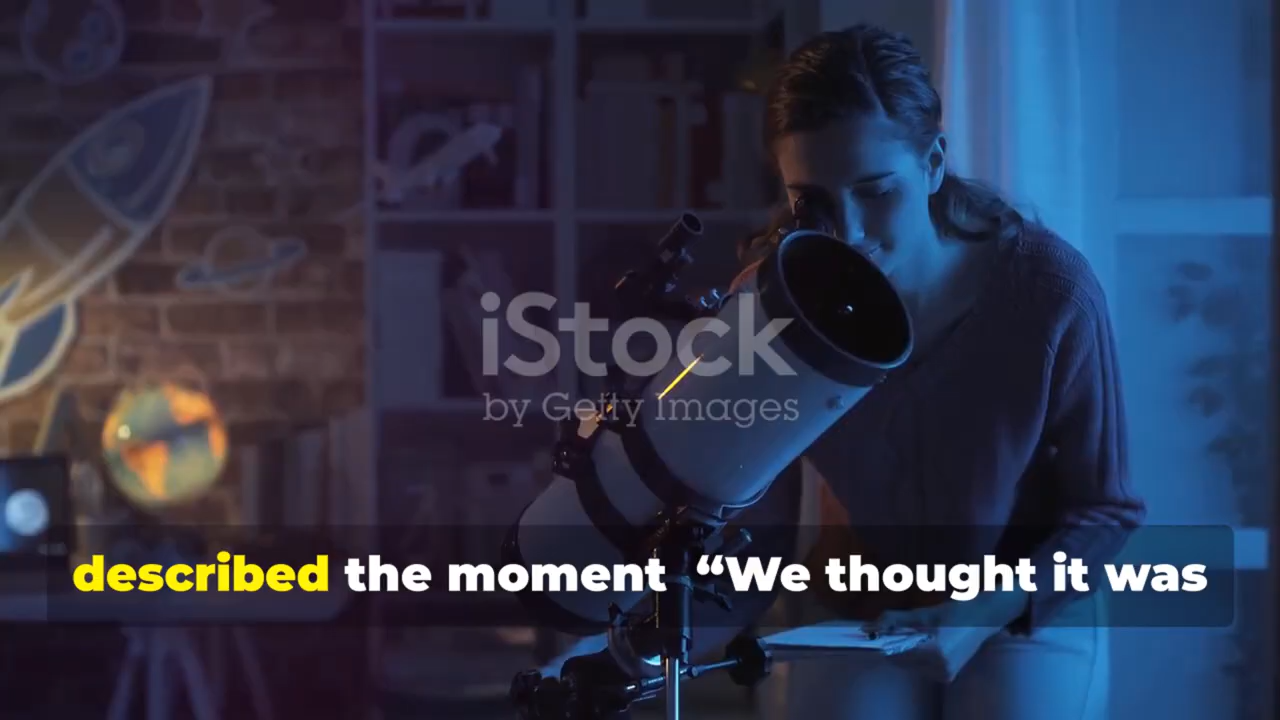 iStock
by Getty Images
described the moment “We thought it was